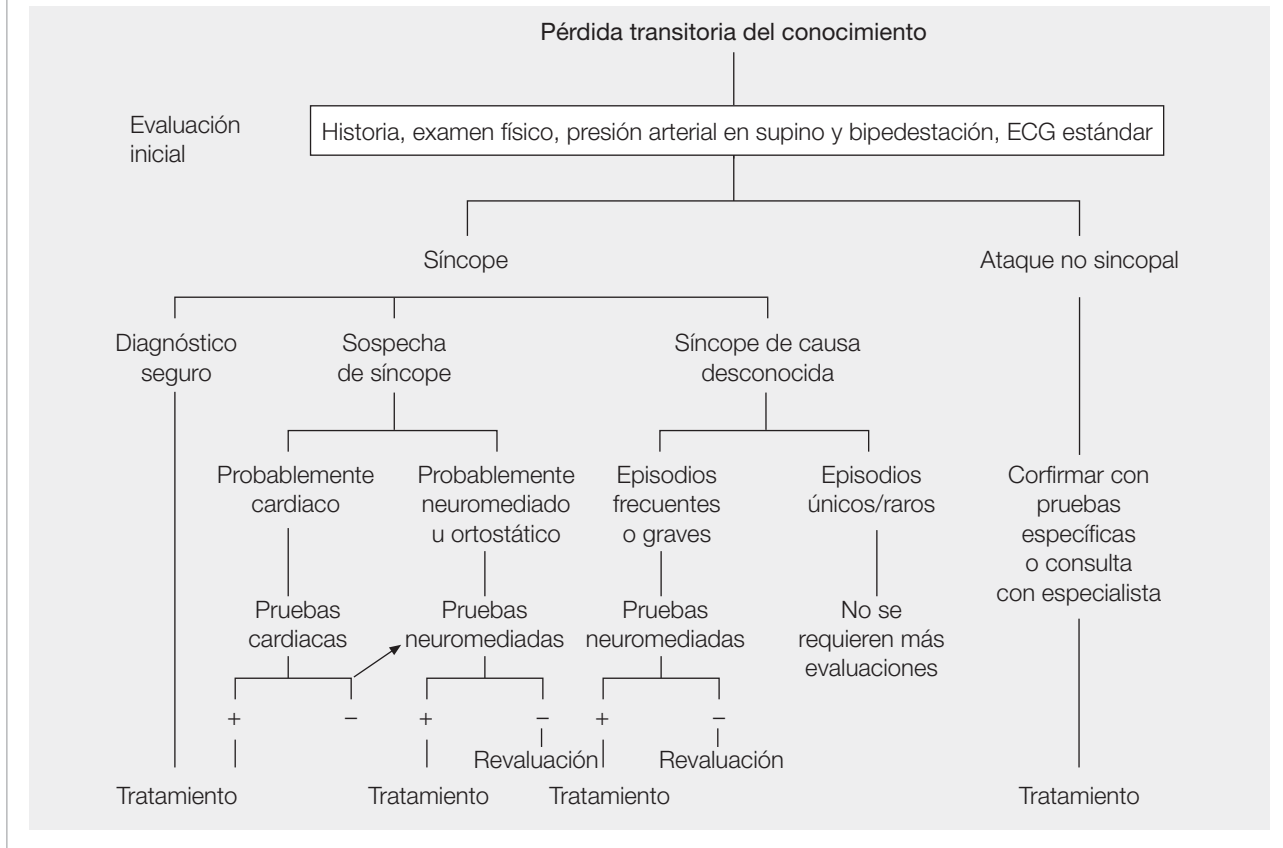 Pérdida transitoria del conocimiento
Evaluación
inicial
Historia, examen físico, presión arterial en supino y bipedestación, ECG estándar
Síncope
Ataque no sincopal
Diagnóstico
seguro
Sospecha
de síncope
Síncope de causa
desconocida
Probablemente
cardiaco
Probablemente
neuromediado
u ortostático
Episodios
frecuentes
o graves
Episodios
únicos/raros
Corfirmar con
pruebas
específicas
o consulta
con especialista
Pruebas
cardiacas
Pruebas
neuromediadas
Pruebas
neuromediadas
No se
requieren más
evaluaciones
+ – + – + –
Revaluación Revaluación
Tratamiento Tratamiento Tratamiento Tratamiento